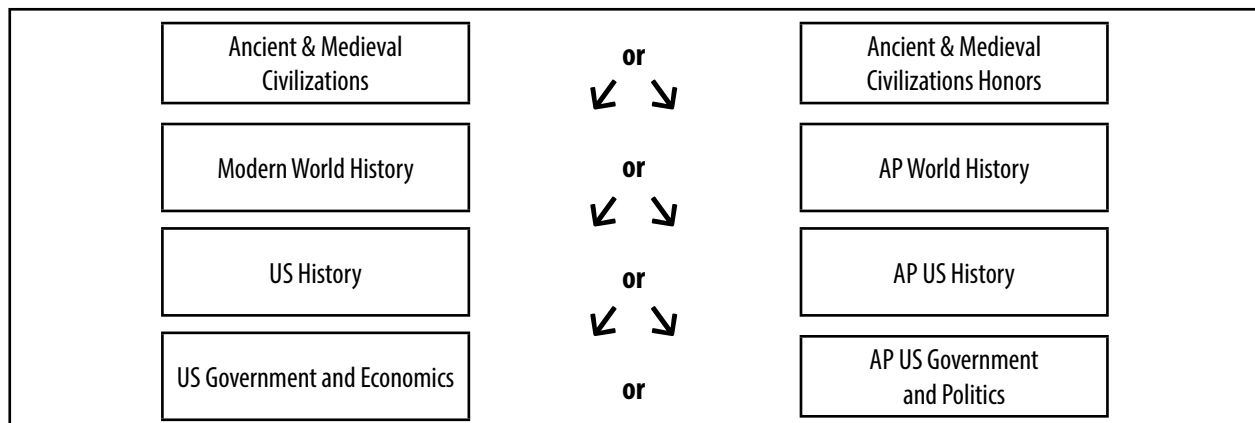 Ancient & Medieval
Civilizations
or
Ancient & Medieval
Civilizations Honors
Modern World History
or
AP World History
US History
or
AP US History
US Government and Economics
or
AP US Government
and Politics